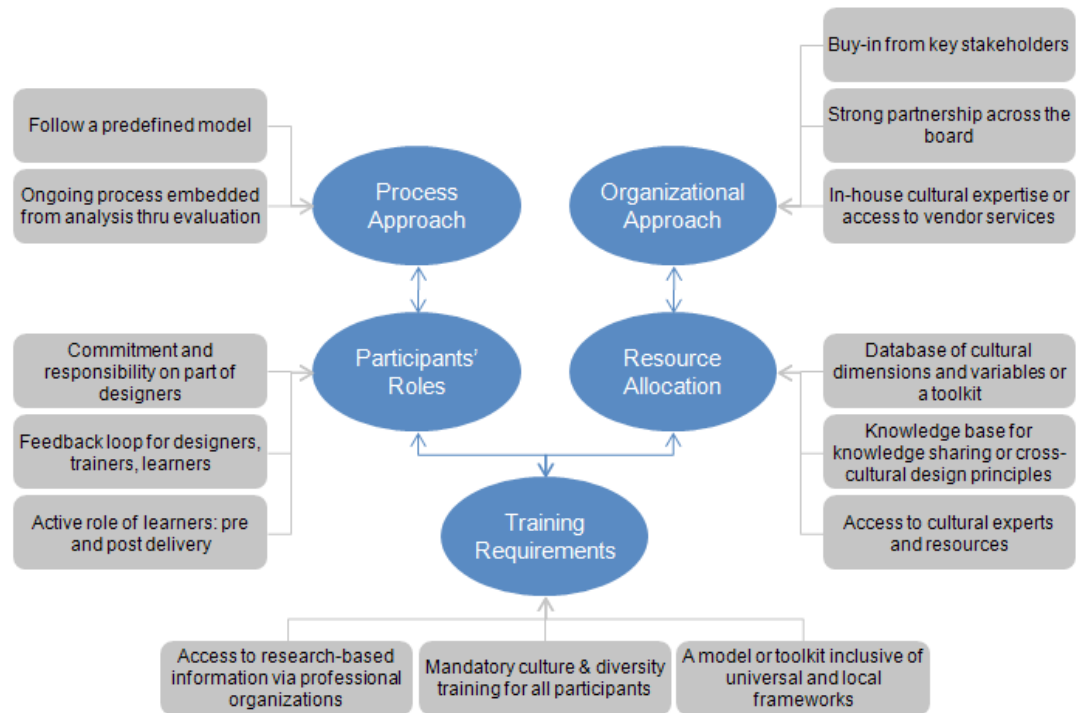 Buy-in from key stakeholders
Follow a predefined model
Strong partnership across the
board
Ongoing process embedded
from analysis thru evaluation
Process
Approach
Organizational
Approach
In-house cultural expertise or
access to vendor services
Commitment and
responsibility on part of
designers
Participants'
Roles
Resource
Allocation
Database of cultural
dimensions and variables or
a toolkit
Feedback loop for designers,
trainers, learners
Knowledge base for
knowledge sharing or cross-
cultural design principles
Active role of learners: pre
and post delivery
Training
Requirements
Access to cultural experts
and resources
Access to research-based
information via professional
organizations
Mandatory culture & diversity
training for all participants
A model or toolkit inclusive of
universal and local
frameworks